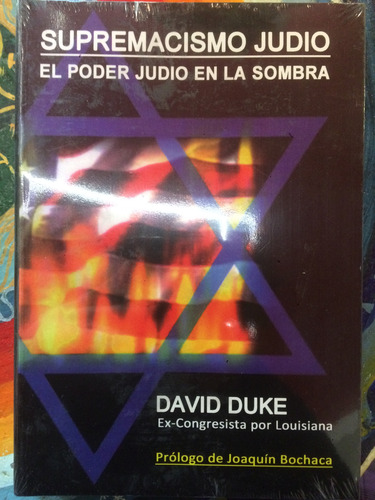 SUPREMACISMO JUDIO
EL PODER JUDIO EN LA SOMBRA
DAVID DUKE
Ex-Congresista por Louisiana
Prólogo de Joaquín Bochaca